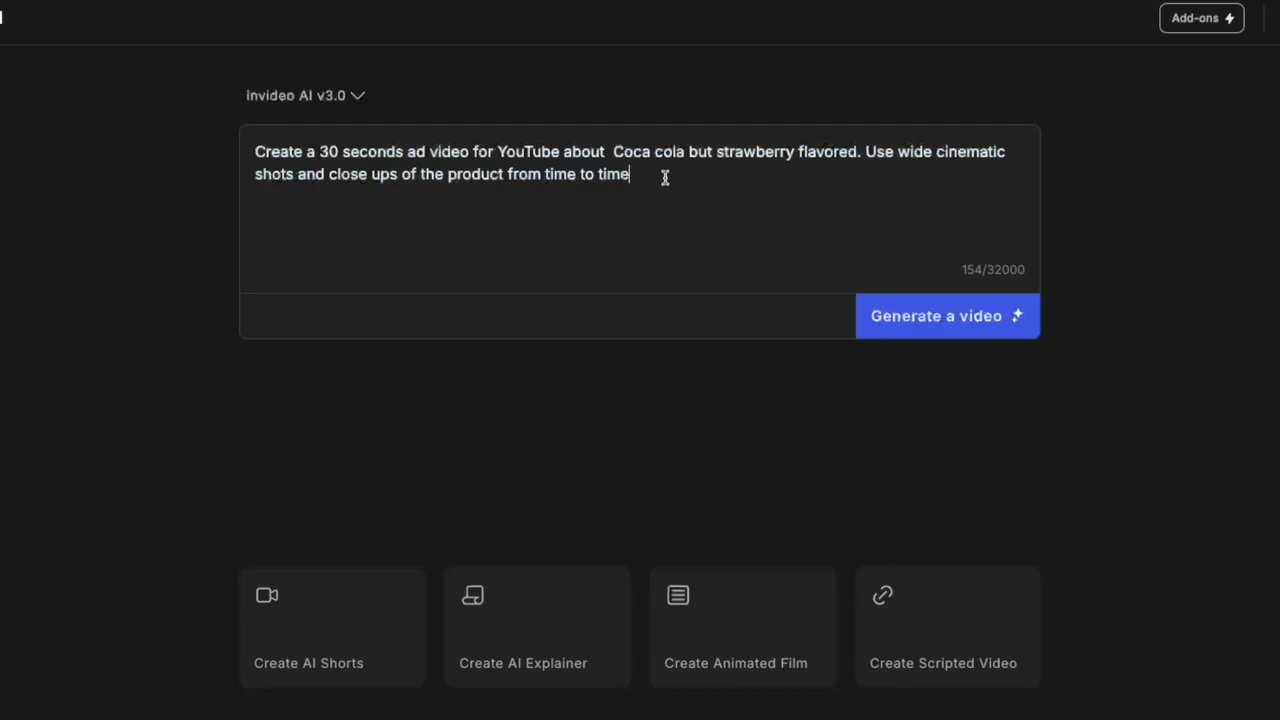 Add-ons
invideo AI v3.0
Create a 30 seconds ad video for YouTube about  Coca cola but strawberry flavored. Use wide cinematic
shots and close ups of the product from time to time
154/32000
Generate a video
Create AI Shorts
Create AI Explainer
Create Animated Film
Create Scripted Video